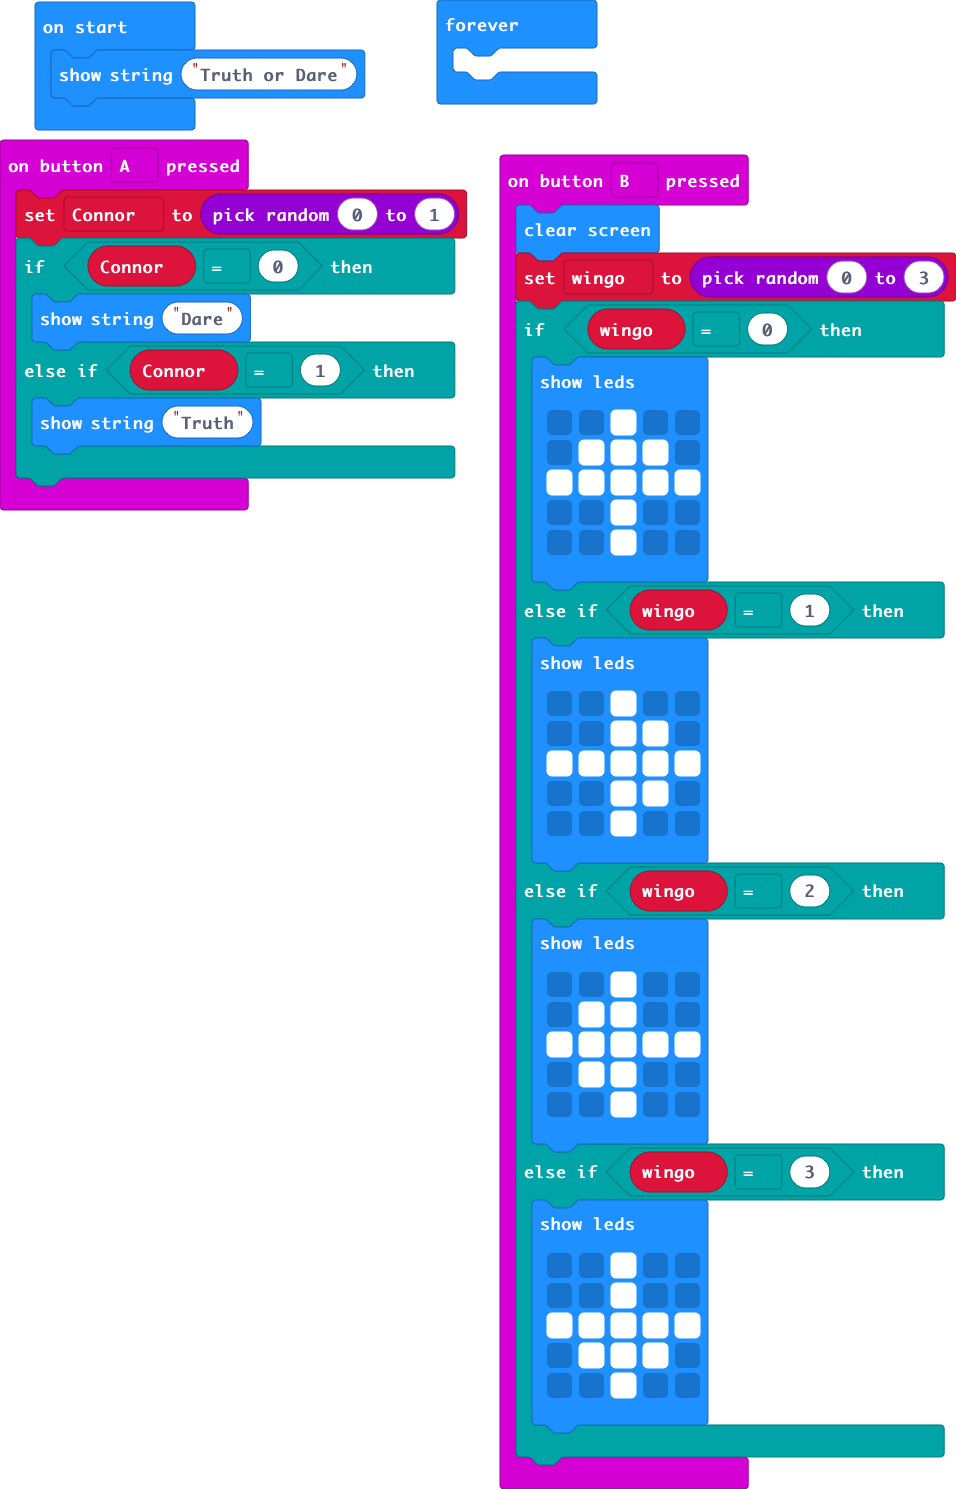 on start
show string "Truth or Dare"
forever
on button A pressed
set Connor to pick random 0 to 1
if Connor = 0 then
show string "Dare"
else if Connor = 1 then
show string "Truth"
on button B pressed
clear screen
set wingo to pick random 0 to 3
if wingo = 0 then
show leds
else if wingo = 1 then
show leds
else if wingo = 2 then
show leds
else if wingo = 3 then
show leds